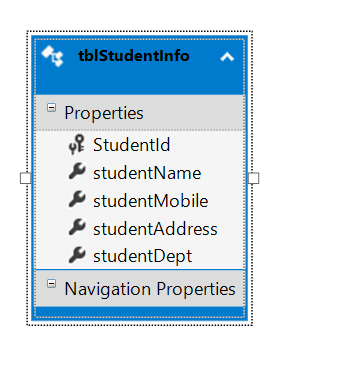 tblStudentInfo
Properties
StudentId
studentName
studentMobile
studentAddress
studentDept
Navigation Properties